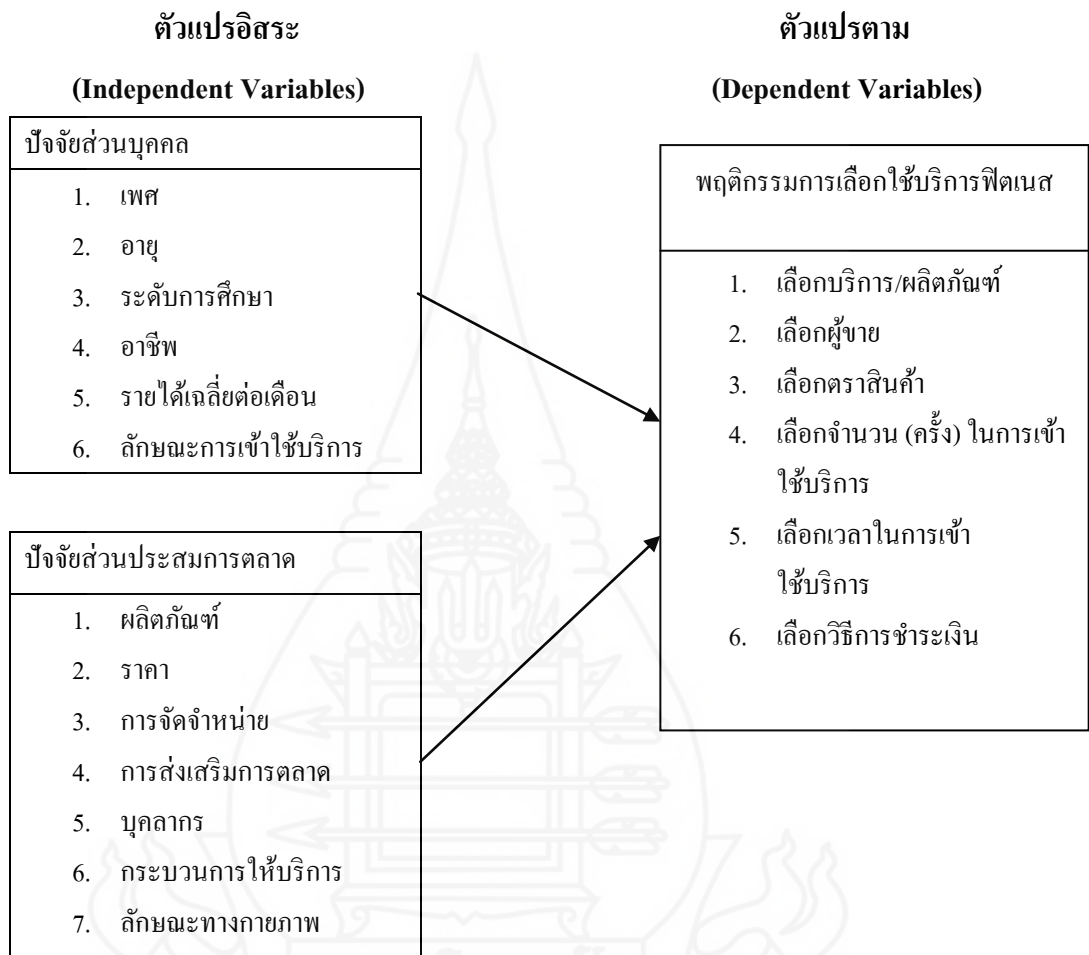 ตัวแปรอิสระ
(Independent Variables)
ปัจจัยส่วนบุคคล
1. เพศ
2. อายุ
3. ระดับการศึกษา
4. อาชีพ
5. รายได้เฉลี่ยต่อเดือน
6. ลักษณะการเข้าใช้บริการ
ปัจจัยส่วนประสมการตลาด
1. ผลิตภัณฑ์
2. ราคา
3. การจัดจำหน่าย
4. การส่งเสริมการตลาด
5. บุคลากร
6. กระบวนการให้บริการ
7. ลักษณะทางกายภาพ
ตัวแปรตาม
(Dependent Variables)
พฤติกรรมการเลือกใช้บริการฟิตเนส
1. เลือกบริการ/ผลิตภัณฑ์
2. เลือกผู้ขาย
3. เลือกตราสินค้า
4. เลือกจำนวน (ครั้ง) ในการเข้า
ใช้บริการ
5. เลือกเวลาในการเข้า
ใช้บริการ
6. เลือกวิธีการชำระเงิน